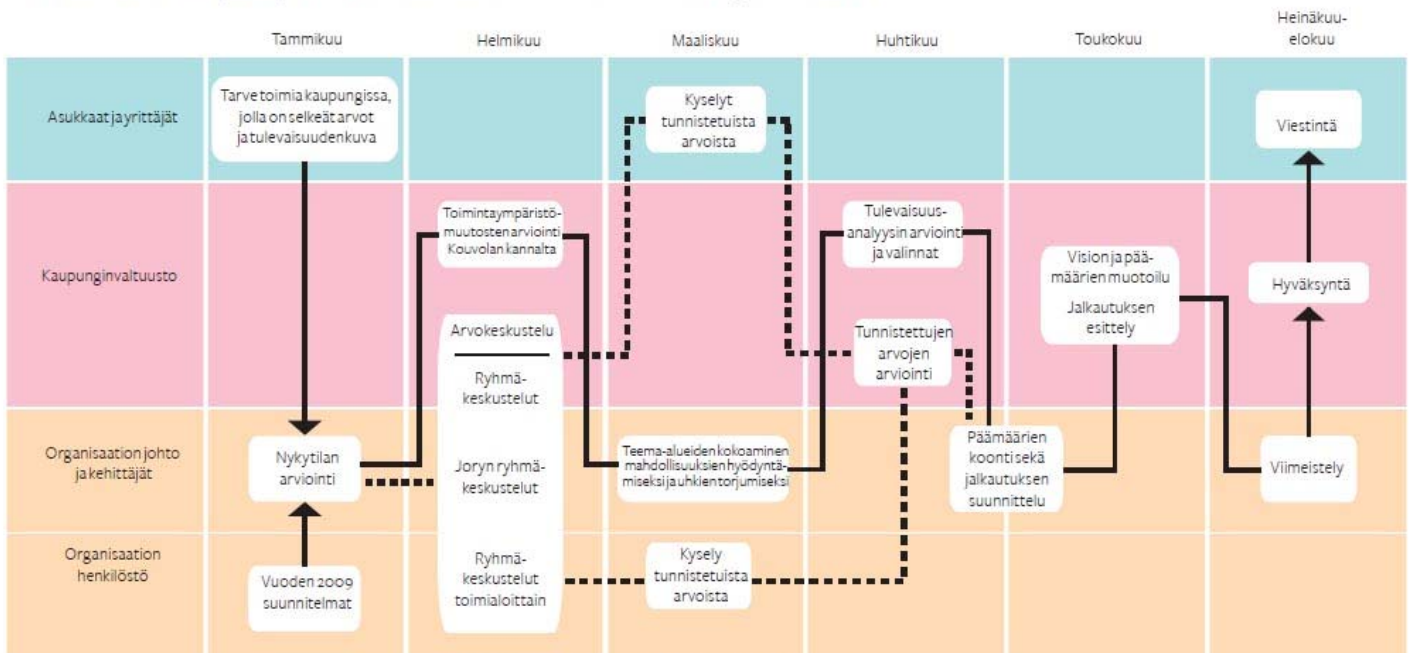 Tammikuu
Helmikuu
Maaliskuu
Huhtikuu
Toukokuu
Heinäkuu-
elokuu
Asukkaat ja yrittäjät
Tarve toimia kaupungissa,
jolla on selkeät arvot
ja tulevaisuudenkuva
Kyselyt
tunnistetuista
arvoista
Viestintä
Kaupunginvaltuusto
Toimintaympäristö-
muutosten arviointi
Kouvolan kannalta
Arvokeskustelu
Ryhmä-
keskustelut
Tulevaisuus-
analyysin arviointi
ja valinnat
Tunnistettujen
arvojen
arviointi
Vision ja pää-
määrien muotoilu
Jalkautuksen
esittely
Hyväksyntä
Organisaation johto
ja kehittäjät
Nykytilan
arviointi
Joryn ryhmä-
keskustelut
Teema-alueiden kokoaminen
mahdollisuuksien hyödyntä-
miseksi ja uhkien torjumiseksi
Päämäärien
koonti sekä
jalkautuksen
suunnittelu
Viimeistely
Organisaation
henkilöstö
Vuoden 2009
suunnitelmat
Ryhmä-
keskustelut
toimialoittain
Kysely
tunnistetuista
arvoista